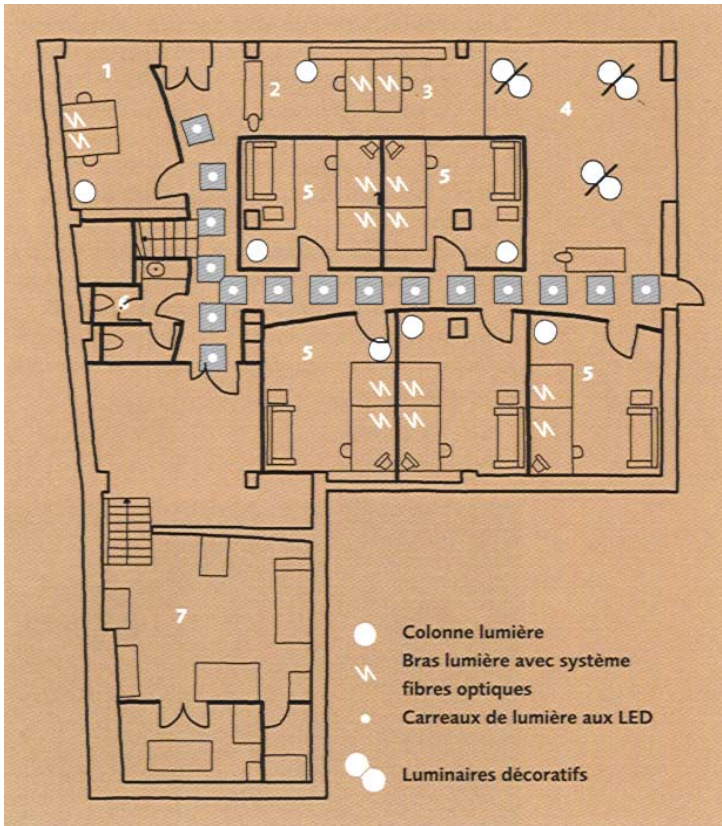 1
2
3
4
5
5
6
5
5
7
Colonne lumière
Bras lumière avec système
fibres optiques
Carreaux de lumière aux LED
Luminaires décoratifs